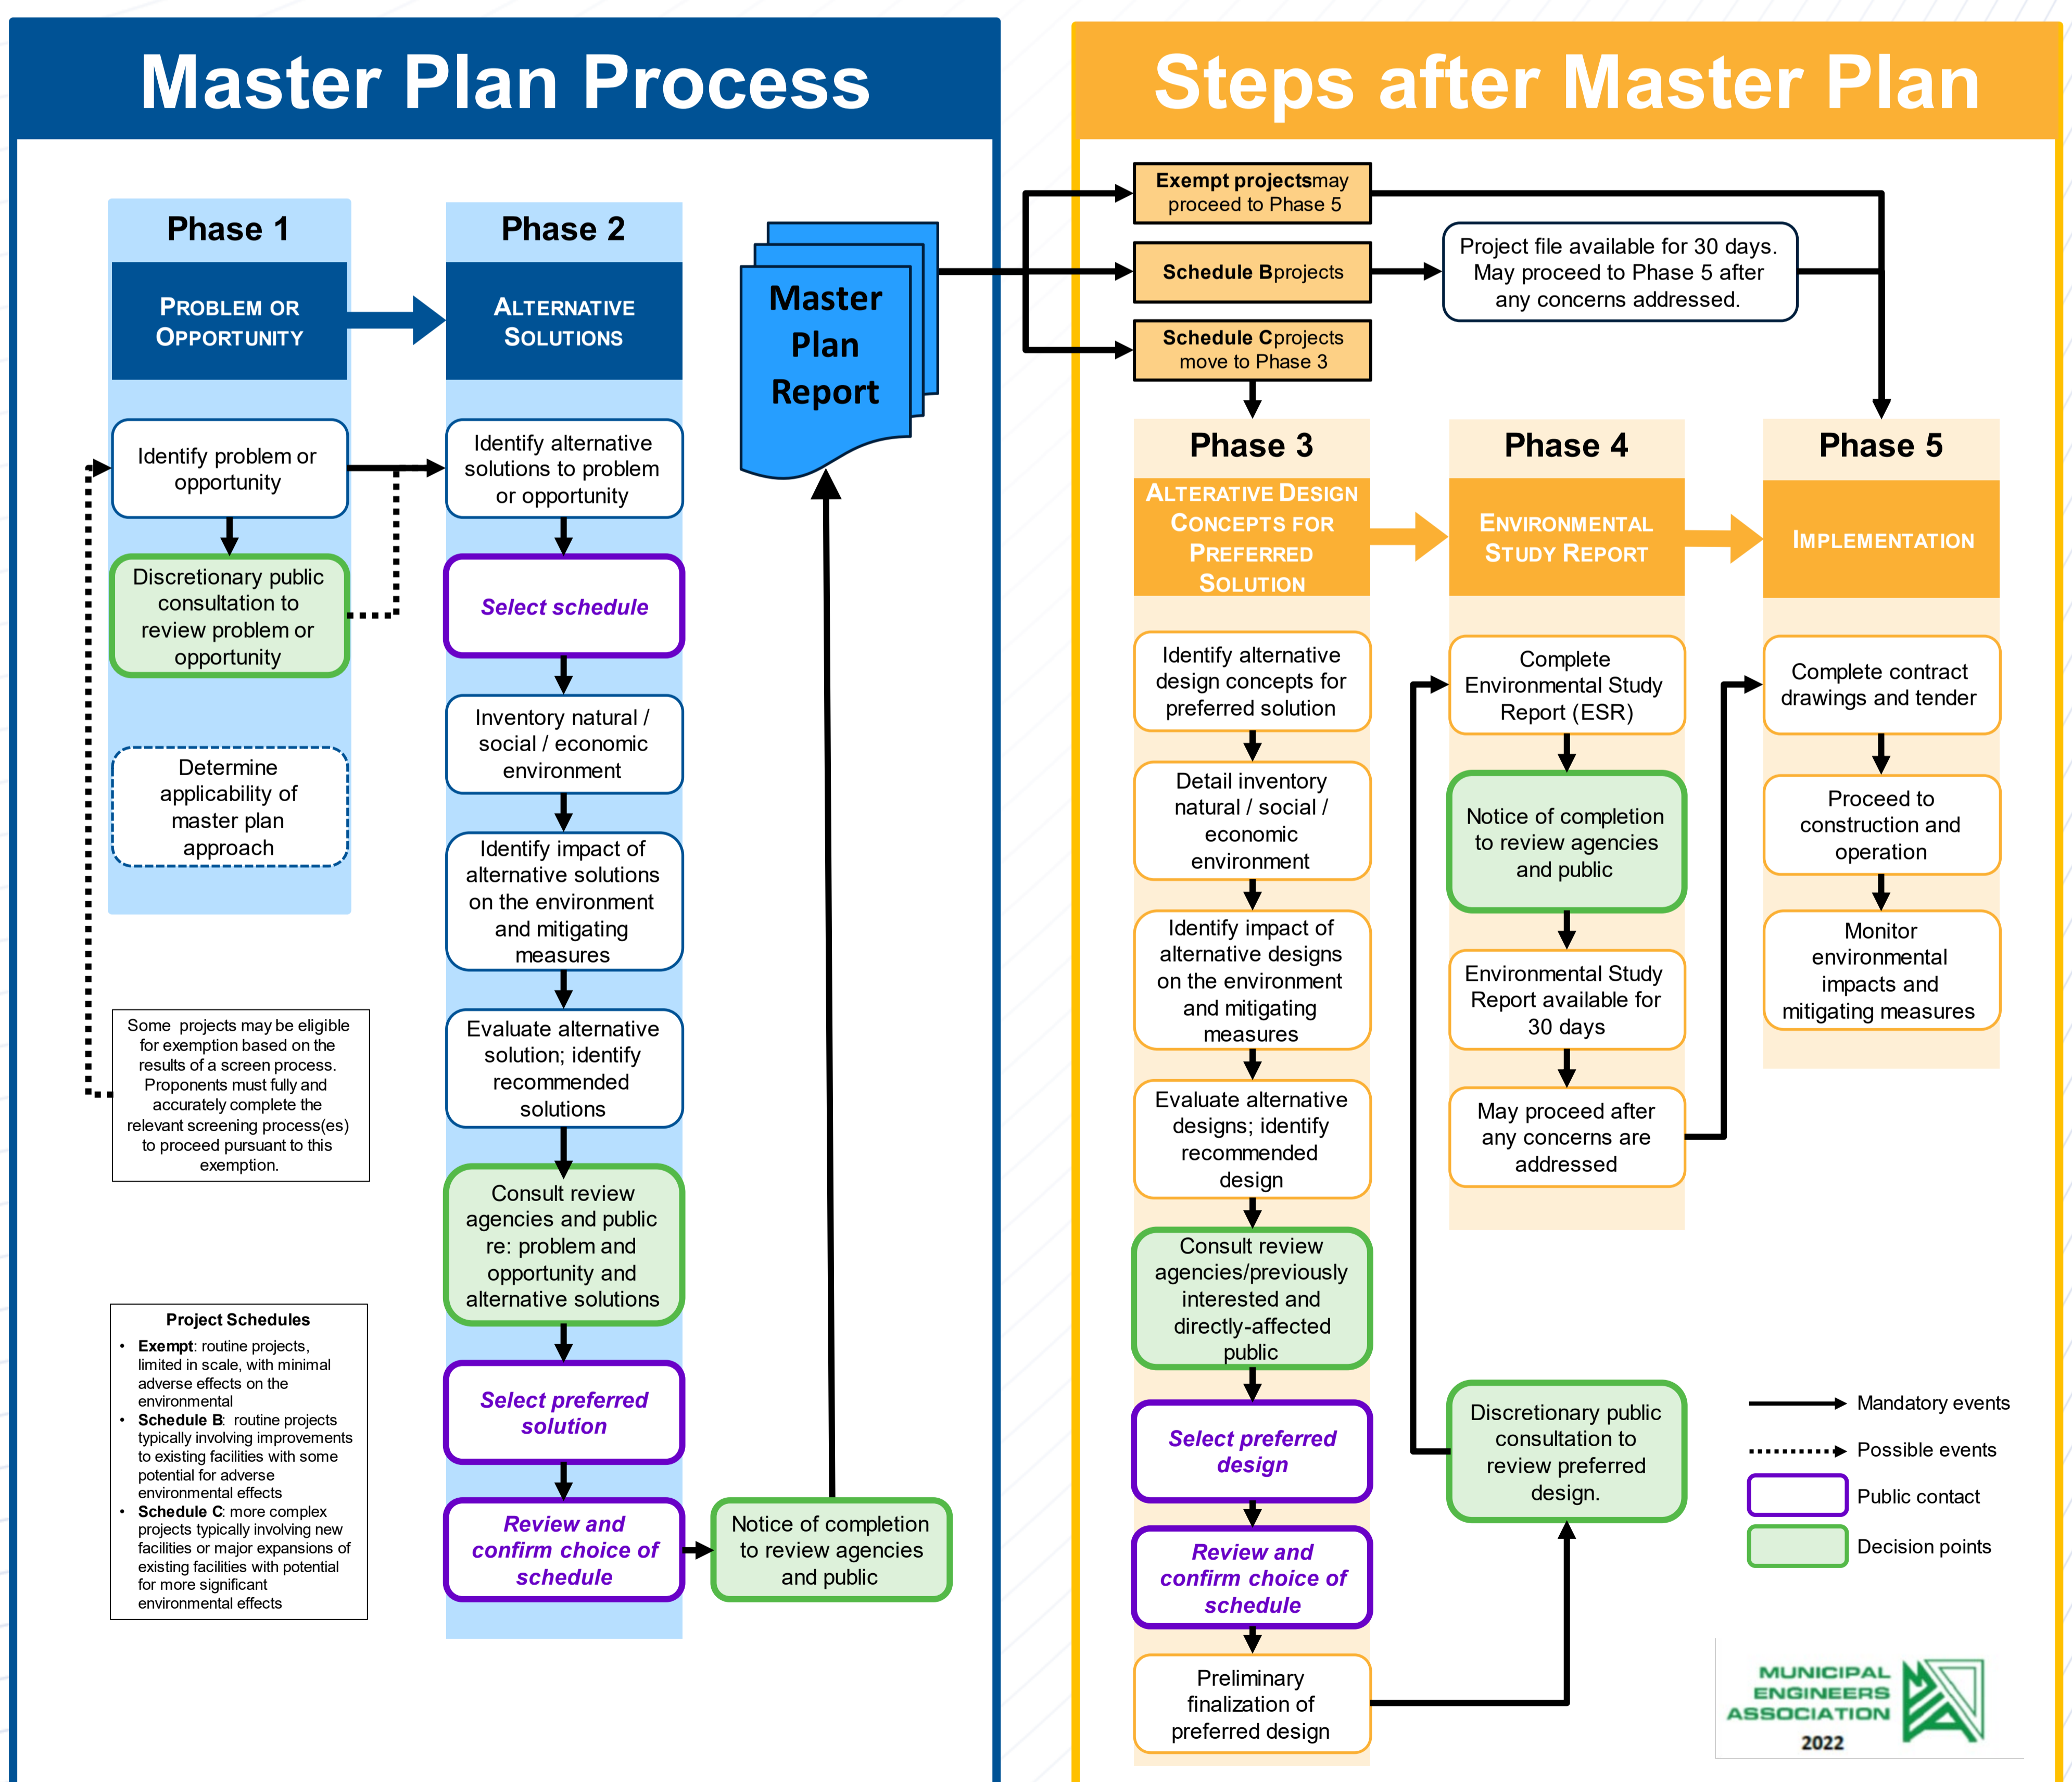 Master Plan Process
Phase 1
PROBLEM OR
OPPORTUNITY
Identify problem or
opportunity
Discretionary public
consultation to
review problem or
opportunity
Determine
applicability of
master plan
approach
Some projects may be eligible
for exemption based on the
results of a screen process.
Proponents must fully and
accurately complete the
relevant screening process(es)
to proceed pursuant to this
exemption.
Project Schedules
• Exempt: routine projects,
limited in scale, with minimal
adverse effects on the
environmental
• Schedule B: routine projects
typically involving improvements
to existing facilities with some
potential for adverse
environmental effects
• Schedule C: more complex
projects typically involving new
facilities or major expansions of
existing facilities with potential
for more significant
environmental effects
Phase 2
ALTERNATIVE
SOLUTIONS
Identify alternative
solutions to problem
or opportunity
Select schedule
Inventory natural /
social / economic
environment
Identify impact of
alternative solutions
on the environment
and mitigating
measures
Evaluate alternative
solution; identify
recommended
solutions
Consult review
agencies and public
re: problem and
opportunity and
alternative solutions
Select preferred
solution
Review and
confirm choice of
schedule
Notice of completion
to review agencies
and public
Master
Plan
Report
Steps after Master Plan
Exempt projectsmay
proceed to Phase 5
Schedule Bprojects
Project file available for 30 days.
May proceed to Phase 5 after
any concerns addressed.
Schedule Cprojects
move to Phase 3
Phase 3
ALTERATIVE DESIGN
CONCEPTS FOR
PREFERRED
SOLUTION
Identify alternative
design concepts for
preferred solution
Detail inventory
natural / social /
economic
environment
Identify impact of
alternative designs
on the environment
and mitigating
measures
Evaluate alternative
designs; identify
recommended
design
Consult review
agencies/previously
interested and
directly-affected
public
Select preferred
design
Review and
confirm choice of
schedule
Preliminary
finalization of
preferred design
Phase 4
ENVIRONMENTAL
STUDY REPORT
Complete
Environmental Study
Report (ESR)
Notice of completion
to review agencies
and public
Environmental Study
Report available for
30 days
May proceed after
any concerns are
addressed
Discretionary public
consultation to
review preferred
design.
Phase 5
IMPLEMENTATION
Complete contract
drawings and tender
Proceed to
construction and
operation
Monitor
environmental
impacts and
mitigating measures
Mandatory events
Possible events
Public contact
Decision points
MUNICIPAL
ENGINEERS
ASSOCIATION
2022